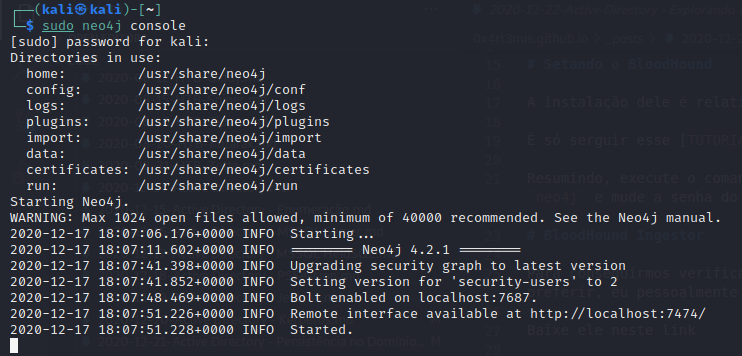 ┌──(kali㉿kali)-[~]
└─$ sudo neo4j console
[sudo] password for kali:
Directories in use:
  home:         /usr/share/neo4j
  config:       /usr/share/neo4j/conf
  logs:         /usr/share/neo4j/logs
  plugins:      /usr/share/neo4j/plugins
  import:       /usr/share/neo4j/import
  data:         /usr/share/neo4j/data
  certificates: /usr/share/neo4j/certificates
  run:          /usr/share/neo4j/run
Starting Neo4j.
WARNING: Max 1024 open files allowed, minimum of 40000 recommended. See the Neo4j manual.
2020-12-17 18:07:06.176+0000 INFO  Starting...
2020-12-17 18:07:11.602+0000 INFO  ======== Neo4j 4.2.1 ========
2020-12-17 18:07:41.398+0000 INFO  Upgrading security graph to latest version
2020-12-17 18:07:41.852+0000 INFO  Setting version for 'security-users' to 2
2020-12-17 18:07:48.469+0000 INFO  Bolt enabled on localhost:7687.
2020-12-17 18:07:51.226+0000 INFO  Remote interface available at http://localhost:7474/
2020-12-17 18:07:51.228+0000 INFO  Started.
# Setando o BloodHound
A instalação dele é relat
É só serguir esse [TUTORI
Resumindo, execute o coman
neo4j e mude a senha do
# BloodHound Ingestor
Baixe ele neste link